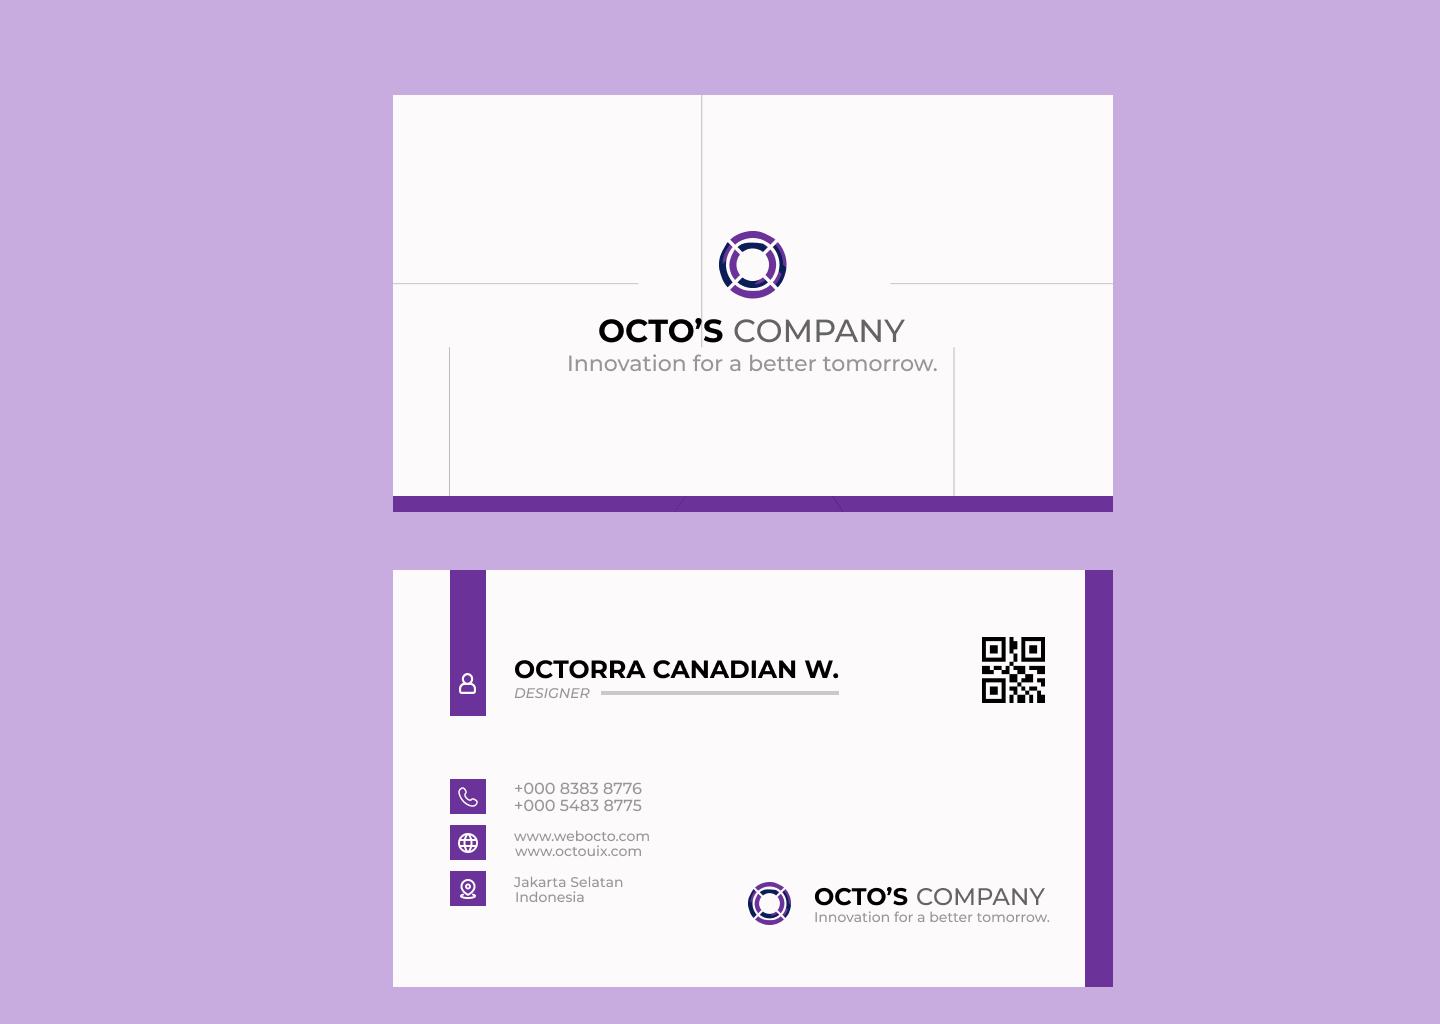 OCTO’S COMPANY
Innovation for a better tomorrow.
OCTORRA CANADIAN W.
DESIGNER
+000 8383 8776
+000 5483 8775
www.webocto.com
www.octouix.com
Jakarta Selatan
Indonesia
OCTO’S COMPANY
Innovation for a better tomorrow.